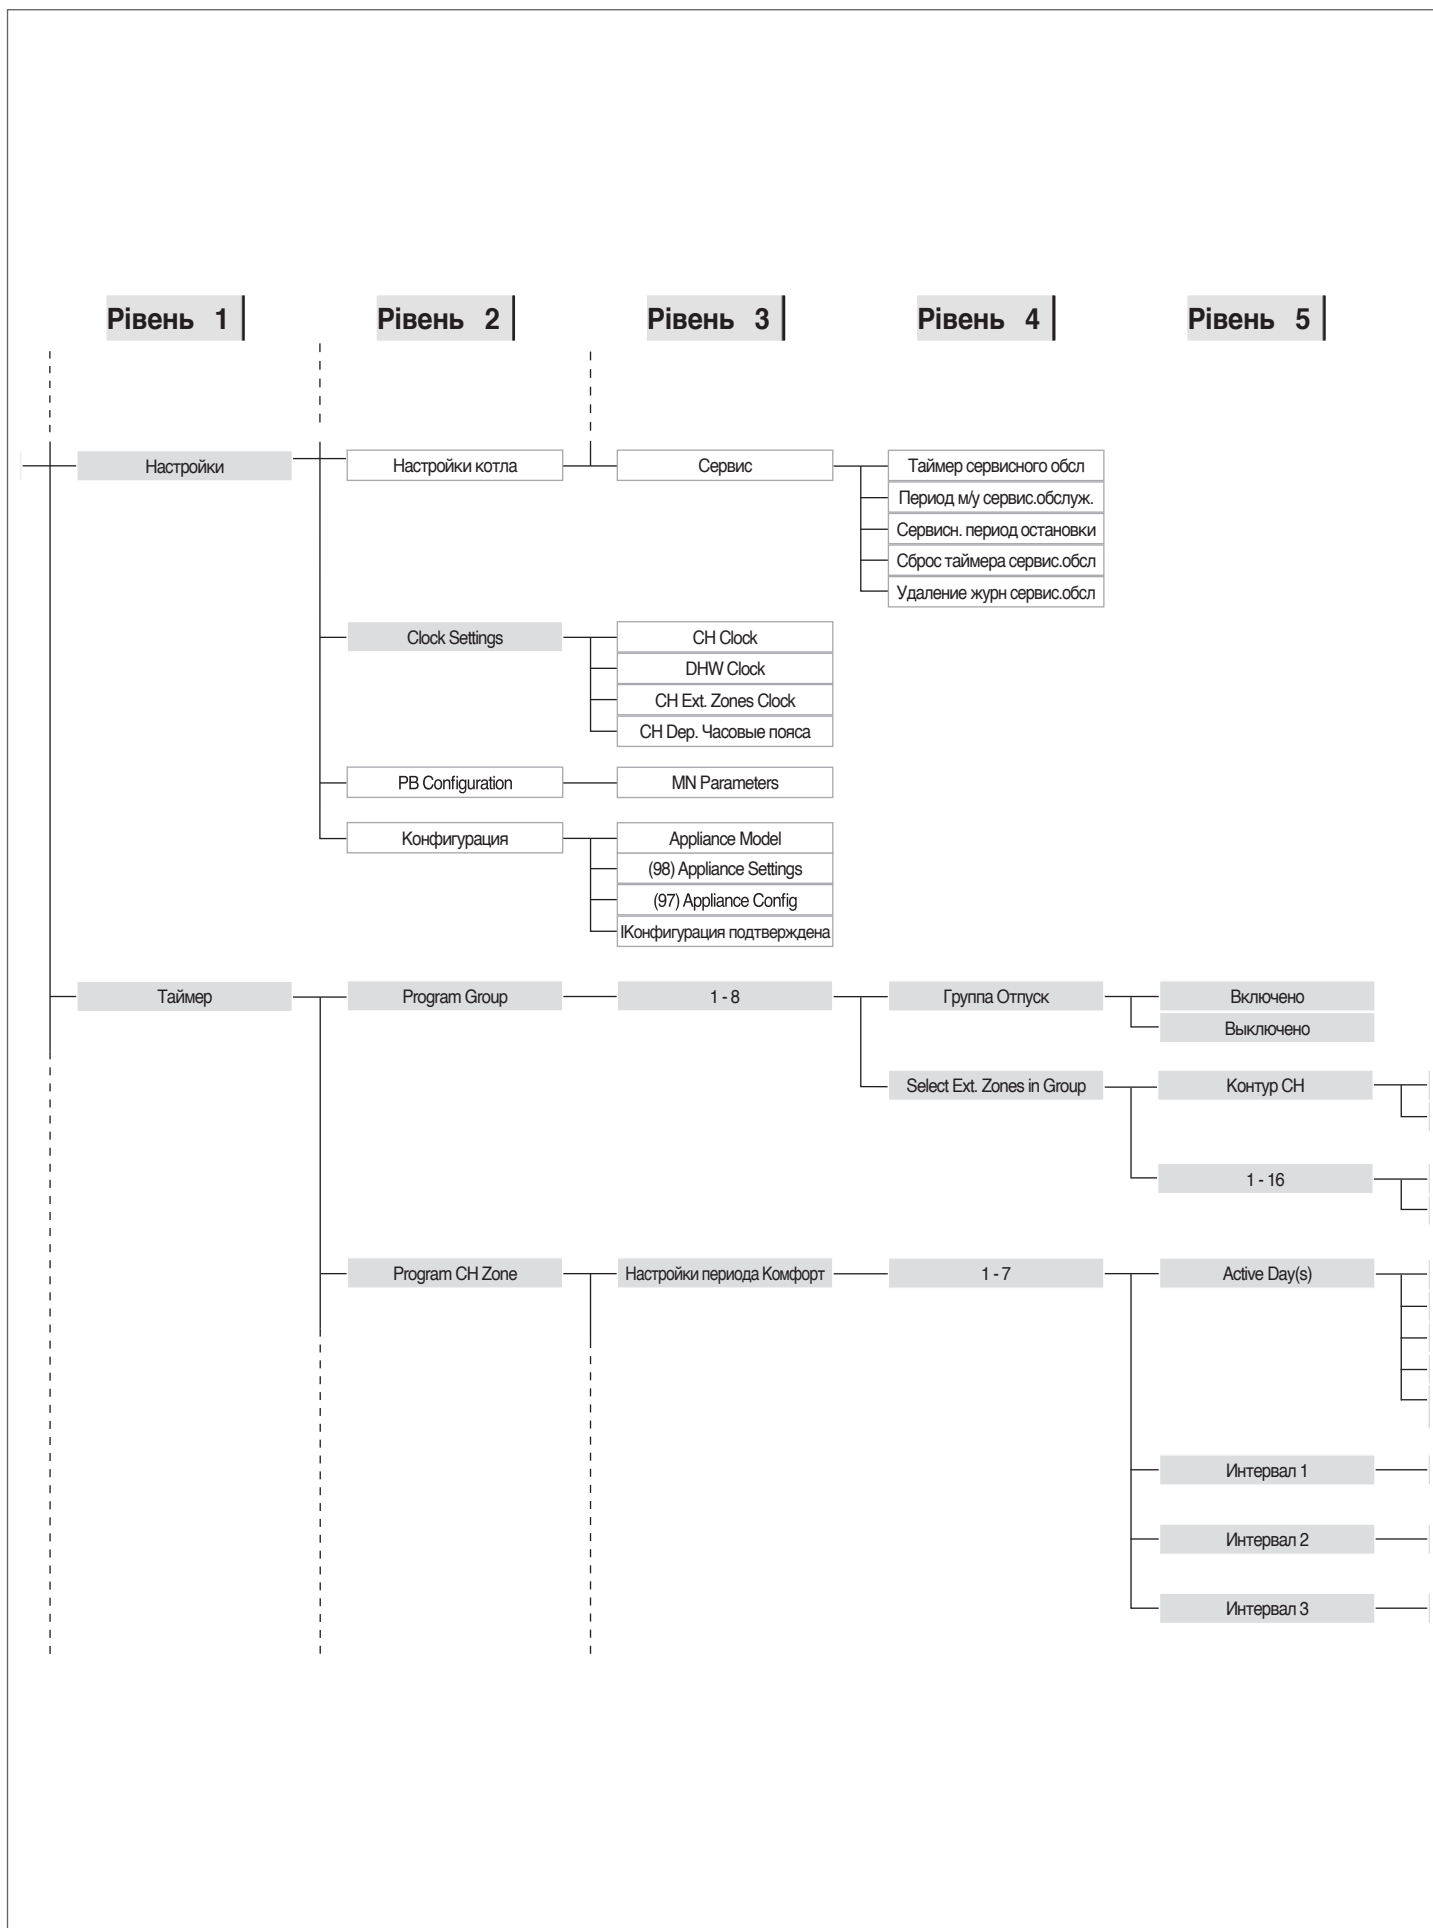 Рівень 1
Рівень 2
Рівень 3
Рівень 4
Рівень 5
Настройки
Настройки котла
Сервис
Таймер сервисного обсл
Период м/у сервис.обслуж.
Сервисн. период остановки
Сброс таймера сервис.обсл
Удаление журн сервис.обсл
Clock Settings
CH Clock
DHW Clock
CH Ext. Zones Clock
CH Dep. Часовые пояса
PB Configuration
MN Parameters
Конфигурация
Appliance Model
(98) Appliance Settings
(97) Appliance Config
IКонфигурация подтверждена
Таймер
Program Group
1 - 8
Группа Отпуск
Включено
Выключено
Select Ext. Zones in Group
Контур СН
1 - 16
Program CH Zone
Настройки периода Комфорт
1 - 7
Active Day(s)
Интервал 1
Интервал 2
Интервал 3